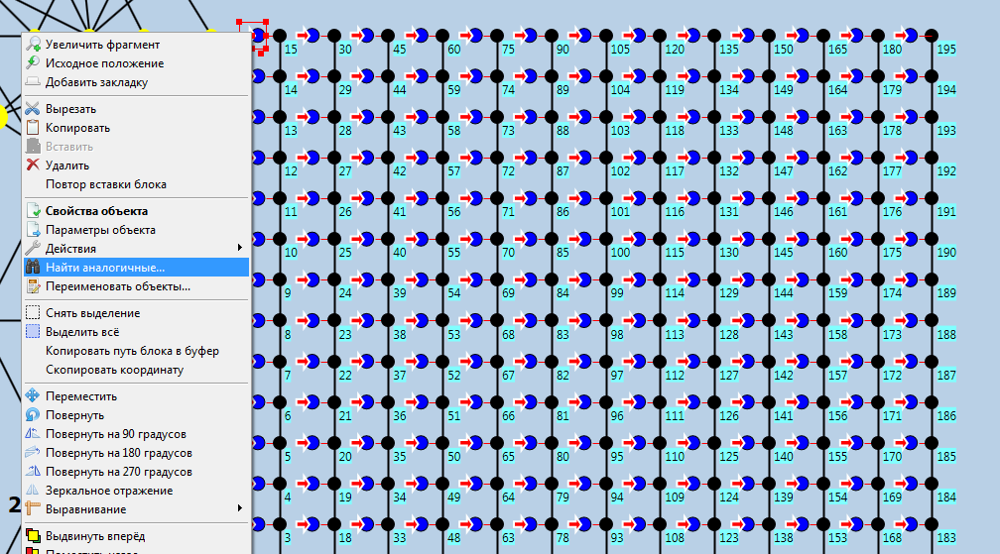 Увеличить фрагмент
Исходное положение
Добавить закладку
Вырезать
Копировать
Вставить
Удалить
Повтор вставки блока
Свойства объекта
Параметры объекта
Действия
Найти аналогичные...
Переименовать объекты...
Снять выделение
Выделить всё
Копировать путь блока в буфер
Скопировать координату
Переместить
Повернуть
Повернуть на 90 градусов
Повернуть на 180 градусов
Повернуть на 270 градусов
Зеркальное отражение
Выравнивание
Выдвинуть вперёд
2
15 30 45 60 75 90 105 120 135 150 165 180 195
14 29 44 59 74 89 104 119 134 149 164 179 194
13 28 43 58 73 88 103 118 133 148 163 178 193
12 27 42 57 72 87 102 117 132 147 162 177 192
11 26 41 56 71 86 101 116 131 146 161 176 191
10 25 40 55 70 85 100 115 130 145 160 175 190
9 24 39 54 69 84 99 114 129 144 159 174 189
8 23 38 53 68 83 98 113 128 143 158 173 188
7 22 37 52 67 82 97 112 127 142 157 172 187
6 21 36 51 66 81 96 111 126 141 156 171 186
5 20 35 50 65 80 95 110 125 140 155 170 185
4 19 34 49 64 79 94 109 124 139 154 169 184
3 18 33 48 63 78 93 108 123 138 153 168 183